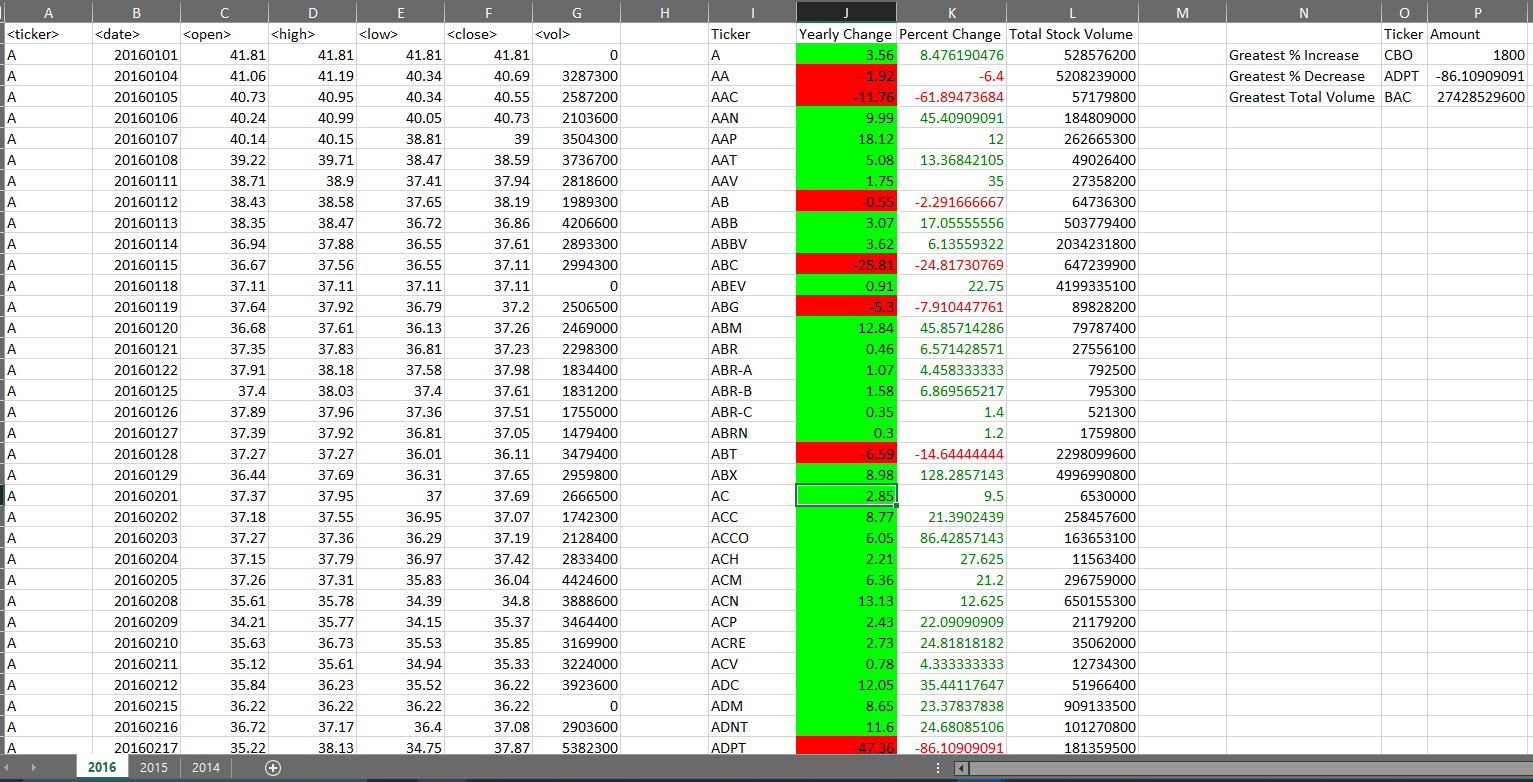 A B C D E F G H I J K L M N O P
<ticker> <date> <open> <high> <low> <close> <vol> Ticker Yearly Change Percent Change Total Stock Volume Ticker Amount
A 20160101 41.81 41.81 41.81 41.81 0 A 3.56 8.476190476 528576200 Greatest % Increase CBO 1800
A 20160104 41.06 41.19 40.34 40.69 3287300 AA -1.92 -6.4 5208239000 Greatest % Decrease ADPT -86.10909091
A 20160105 40.73 40.95 40.34 40.55 2587200 AAC -11.76 -61.89473684 57179800 Greatest Total Volume BAC 27428529600
A 20160106 40.24 40.99 40.05 40.73 2103600 AAN 9.99 45.40909091 184809000
A 20160107 40.14 40.15 38.81 39 3504300 AAP 18.12 12 262665300
A 20160108 39.22 39.71 38.47 38.59 3736700 AAT 5.08 13.36842105 49026400
A 20160111 38.71 38.9 37.41 37.94 2818600 AAV 1.75 35 27358200
A 20160112 38.43 38.58 37.65 38.19 1989300 AB -0.55 -2.291666667 64736300
A 20160113 38.35 38.47 36.72 36.86 4206600 ABB 3.07 17.05555556 503779400
A 20160114 36.94 37.88 36.55 37.61 2893300 ABBV 3.62 6.13559322 2034231800
A 20160115 36.67 37.56 36.55 37.11 2994300 ABC -25.81 -24.81730769 647239900
A 20160118 37.11 37.11 37.11 37.11 0 ABEV 0.91 22.75 4199335100
A 20160119 37.64 37.92 36.79 37.2 2506500 ABG -5.3 -7.910447761 89828200
A 20160120 36.68 37.61 36.13 37.26 2469000 ABM 12.84 45.85714286 79787400
A 20160121 37.35 37.83 36.81 37.23 2298300 ABR 0.46 6.571428571 27556100
A 20160122 37.91 38.18 37.58 37.98 1834400 ABR-A 1.07 4.458333333 792500
A 20160125 37.4 38.03 37.4 37.61 1831200 ABR-B 1.58 6.869565217 795300
A 20160126 37.89 37.96 37.36 37.51 1755000 ABR-C 0.35 1.4 521300
A 20160127 37.39 37.92 36.81 37.05 1479400 ABRN 0.3 1.2 1759800
A 20160128 37.27 37.27 36.01 36.11 3479400 ABT -6.59 -14.64444444 2298099600
A 20160129 36.44 37.69 36.31 37.65 2959800 ABX 8.98 128.2857143 4996990800
A 20160201 37.37 37.95 37 37.69 2666500 AC 2.85 9.5 6530000
A 20160202 37.18 37.55 36.95 37.07 1742300 ACC 8.77 21.3902439 258457600
A 20160203 37.27 37.36 36.29 37.19 2128400 ACCO 6.05 86.42857143 163653100
A 20160204 37.15 37.79 36.97 37.42 2833400 ACH 2.21 27.625 11563400
A 20160205 37.26 37.31 35.83 36.04 4424600 ACM 6.36 21.2 296759000
A 20160208 35.61 35.78 34.39 34.8 3888600 ACN 13.13 12.625 650155300
A 20160209 34.21 35.77 34.15 35.37 3464400 ACP 2.43 22.09090909 21179200
A 20160210 35.63 36.73 35.53 35.85 3169900 ACRE 2.73 24.81818182 35062000
A 20160211 35.12 35.61 34.94 35.33 3224000 ACV 0.78 4.333333333 12734300
A 20160212 35.84 36.23 35.52 36.22 3923600 ADC 12.05 35.44117647 51966400
A 20160215 36.22 36.22 36.22 36.22 0 ADM 8.65 23.37837838 909133500
A 20160216 36.72 37.17 36.4 37.08 2903600 ADNT 11.6 24.68085106 101270800
A 20160217 35.22 38.13 34.75 37.87 5382300 ADPT -47.36 -86.10909091 181359500
2016 2015 2014